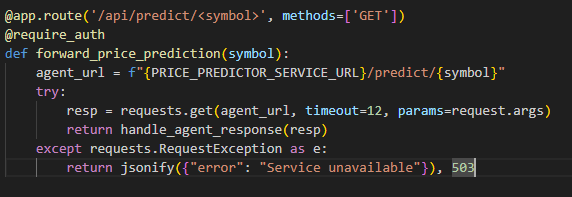 @app.route('/api/predict/<symbol>', methods=['GET'])
@require_auth
def forward_price_prediction(symbol):
    agent_url = f"{PRICE_PREDICTOR_SERVICE_URL}/predict/{symbol}"
    try:
        resp = requests.get(agent_url, timeout=12, params=request.args)
        return handle_agent_response(resp)
    except requests.RequestException as e:
        return jsonify({"error": "Service unavailable"}), 503